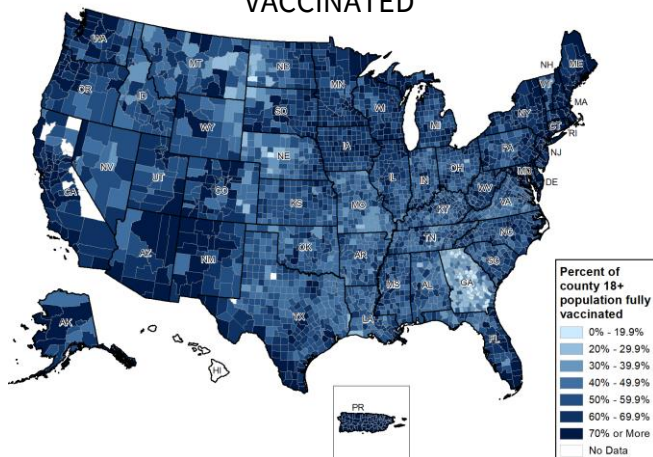 VACCINATED
WA
MT
ND
MN
OR
ID
SD
WI
WY
MI
NH
ME
VT
NY
MA
CT
RI
NV
UT
NE
IA
PA
NJ
CA
CO
IL
IN
OH
MD
DE
KS
MO
WV
VA
KY
AZ
NM
OK
AR
TN
NC
SC
TX
MS
AL
GA
LA
FL
AK
HI
PR
Percent of
county 18+
population fully
vaccinated
0% - 19.9%
20% - 29.9%
30% - 39.9%
40% - 49.9%
50% - 59.9%
60% - 69.9%
70% or More
No Data